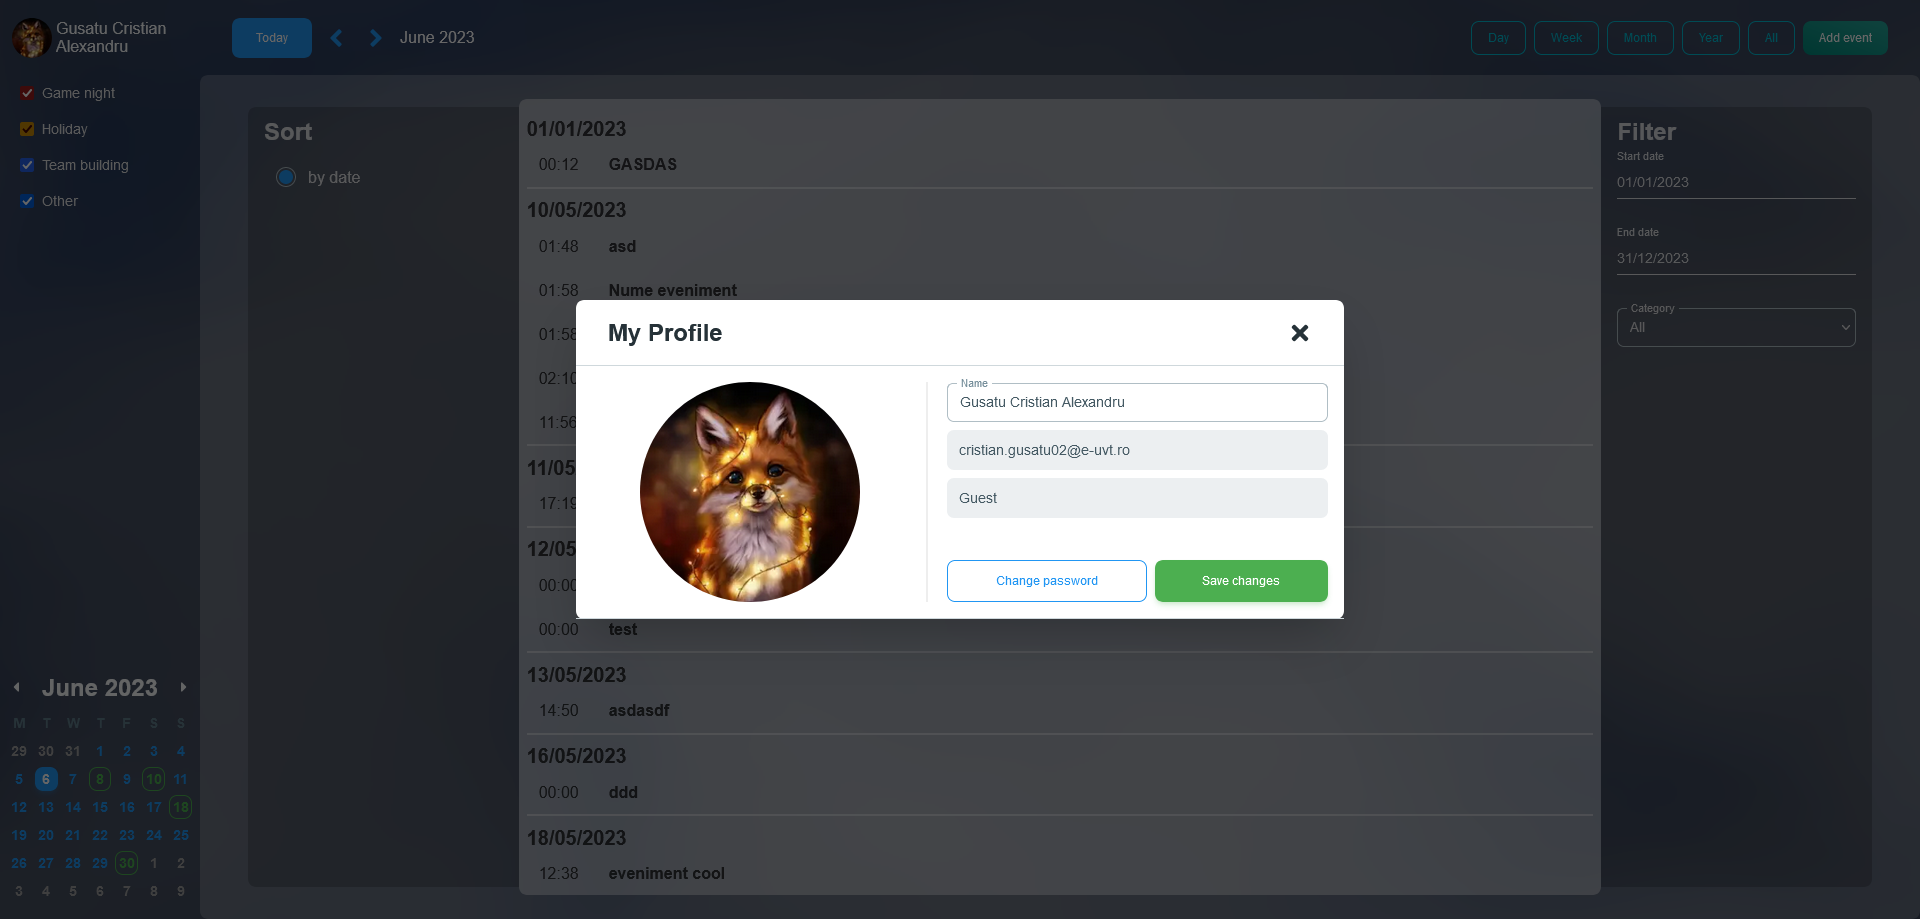 Gusatu Cristian
Alexandru
Today
June 2023
Day
Week
Month
Year
All
Add event
Game night
Holiday
Team building
Other
Sort
by date
01/01/2023
00:12 GASDAS
10/05/2023
01:48 asd
01:58 Nume eveniment
01:58
02:10
11:56
11/05
17:19
12/05
00:00
00:00 test
13/05/2023
14:50 asdasdf
16/05/2023
00:00 ddd
18/05/2023
12:38 eveniment cool
Filter
Start date
01/01/2023
End date
31/12/2023
Category
All
My Profile
Name
Gusatu Cristian Alexandru
cristian.gusatu02@e-uvt.ro
Guest
Change password
Save changes
June 2023
M T W T F S S
29 30 31 1 2 3 4
5 6 7 8 9 10 11
12 13 14 15 16 17 18
19 20 21 22 23 24 25
26 27 28 29 30 1 2
3 4 5 6 7 8 9